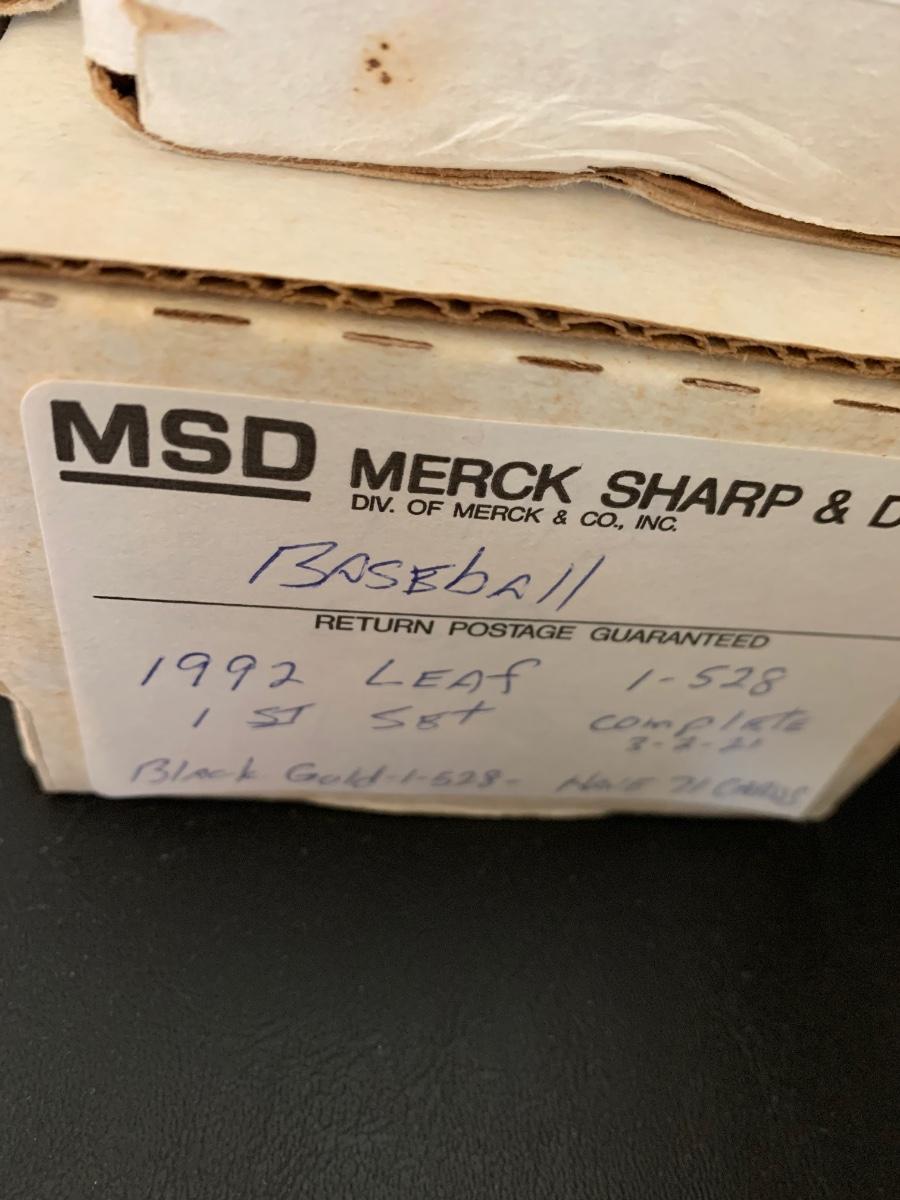 MSD MERCK SHARP & D
DIV. OF MERCK & CO., INC.
BASEbAll
RETURN POSTAGE GUARANTEED
1992 LEAf 1-528
1 ST SEt complete
3-2-21
Black Gold-1-528- HAVE 71 CARDS